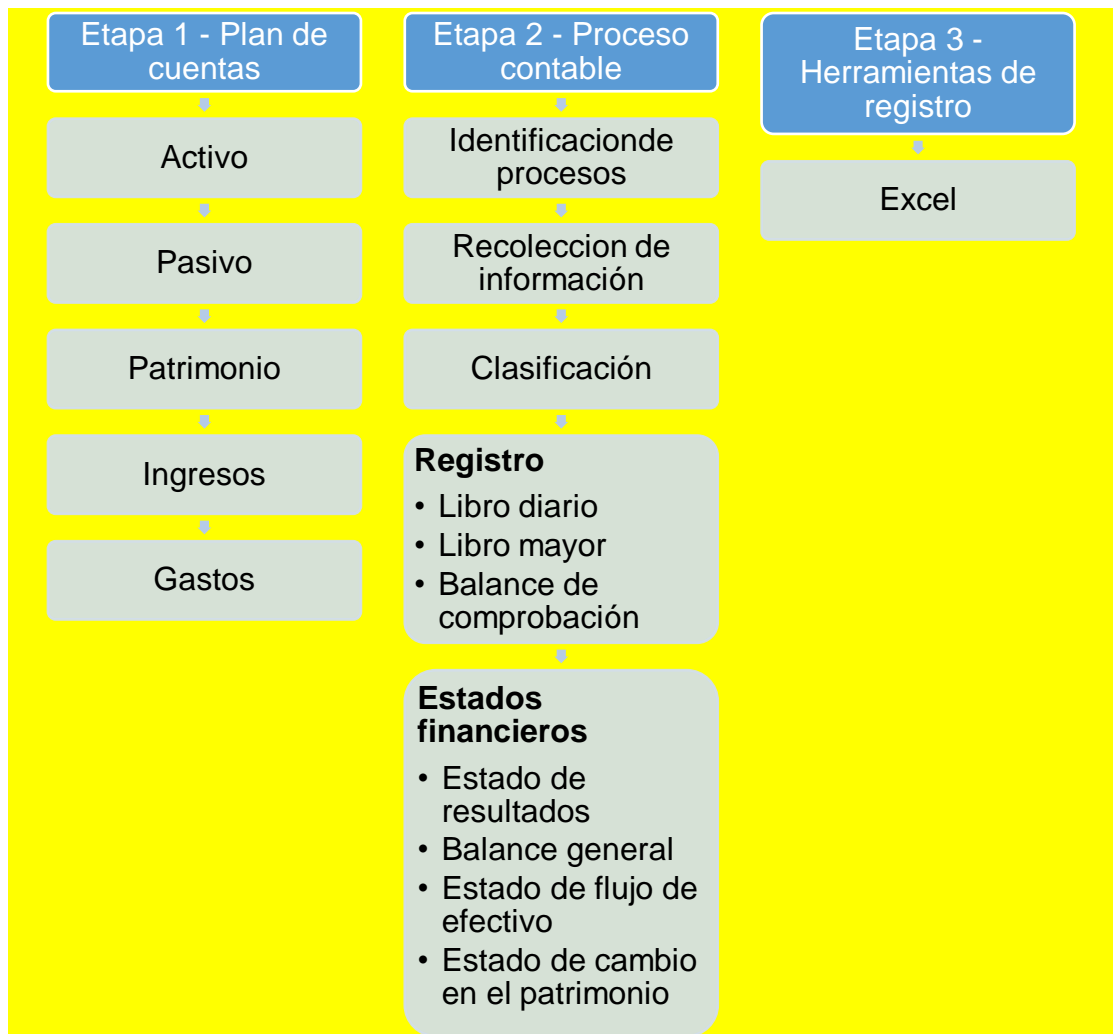 Etapa 1 - Plan de
cuentas
Activo
Pasivo
Patrimonio
Ingresos
Gastos
Etapa 2 - Proceso
contable
Identificacionde
procesos
Recoleccion de
información
Clasificación
Registro
• Libro diario
• Libro mayor
• Balance de
comprobación
Estados
financieros
• Estado de
resultados
• Balance general
• Estado de flujo de
efectivo
• Estado de cambio
en el patrimonio
Etapa 3 -
Herramientas de
registro
Excel